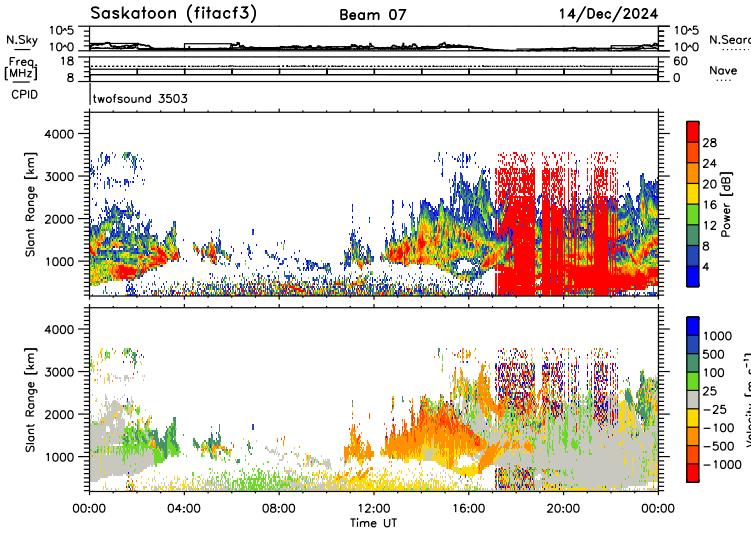 Saskatoon (fitacf3) Beam 07 14/Dec/2024
N.Sky 10^5 10^0 10^5 10^0 N.Searc
Freq. [MHz] 18 8 60 0 Nave
CPID twofsound 3503
Slant Range [km] 4000 3000 2000 1000
Power [dB] 28 24 20 16 12 8 4
Slant Range [km] 4000 3000 2000 1000
Velocity [m s^-1] 1000 500 100 25 -25 -100 -500 -1000
00:00 04:00 08:00 12:00 16:00 20:00 00:00
Time UT